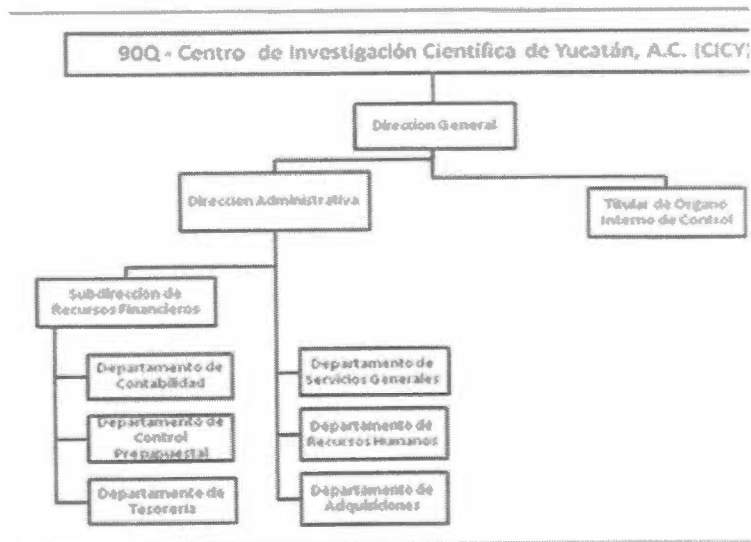 90Q - Centro de Investigación Científica de Yucatán, A.C. (CICY)
Direccion General
Direccion Administrativa
Titular de Organo
Interno de Control
Subdirección de
Recursos Financieros
Departamento de
Contabilidad
Departamento de
Control
Presupuestal
Departamento de
Tesorería
Departamento de
Servicios Generales
Departamento de
Recursos Humanos
Departamento de
Adquisiciones